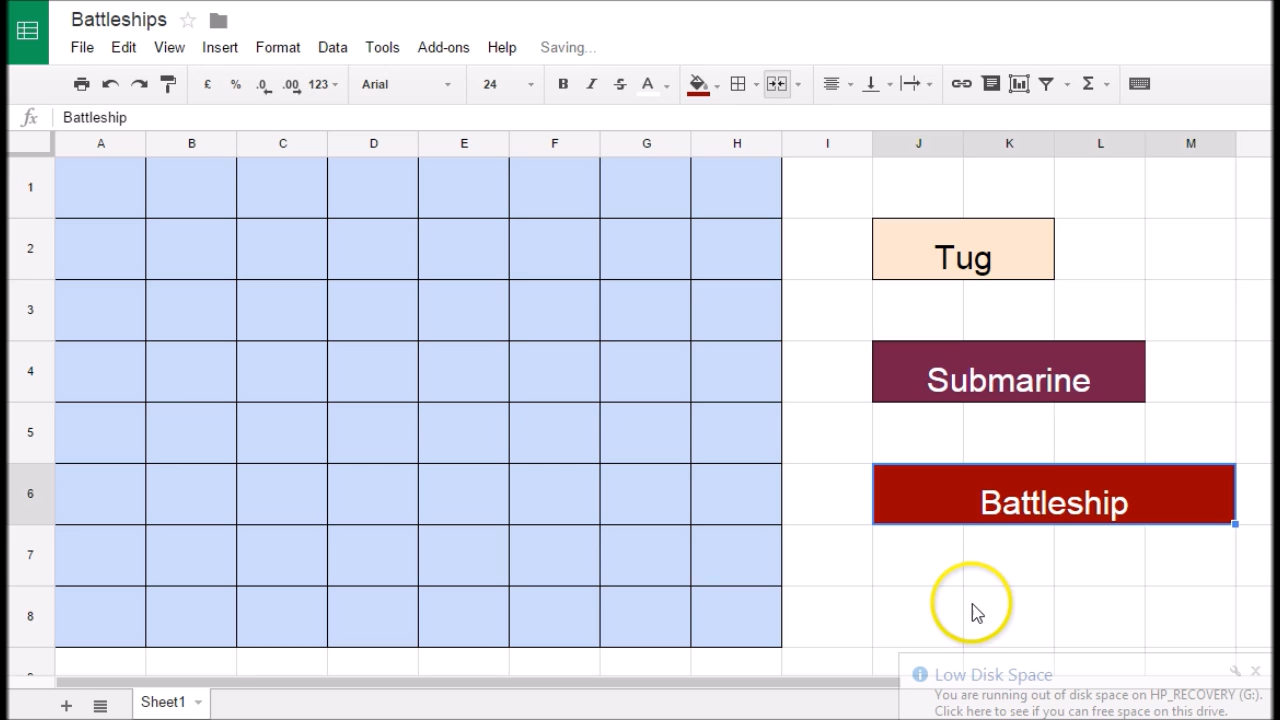 Battleships
File Edit View Insert Format Data Tools Add-ons Help Saving...
£ % .0 .00 123 Arial 24 B I S A Σ
fx Battleship
A B C D E F G H I J K L M
1
2 Tug
3
4 Submarine
5
6 Battleship
7
8
Low Disk Space
You are running out of disk space on HP_RECOVERY (G:).
Click here to see if you can free space on this drive.
+ Sheet1